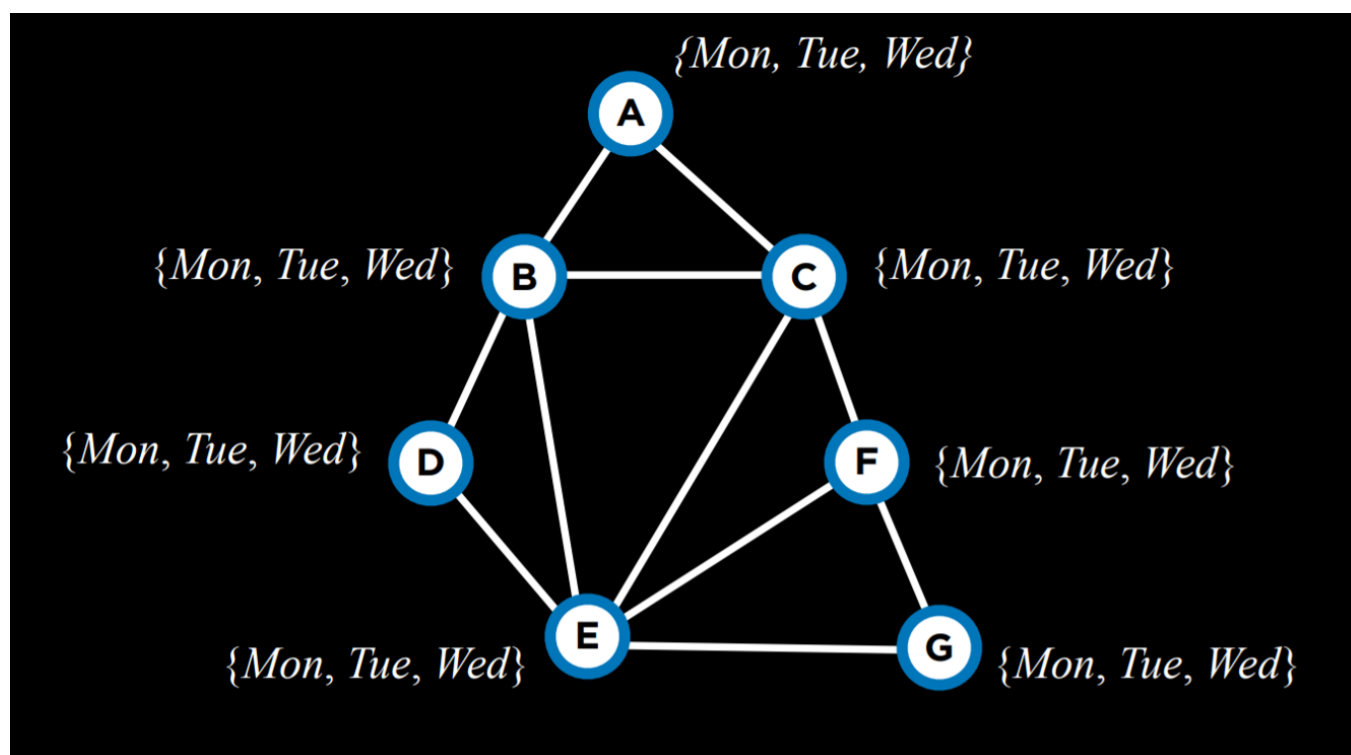 {Mon, Tue, Wed}
A
{Mon, Tue, Wed} B C {Mon, Tue, Wed}
{Mon, Tue, Wed} D F {Mon, Tue, Wed}
{Mon, Tue, Wed} E G {Mon, Tue, Wed}